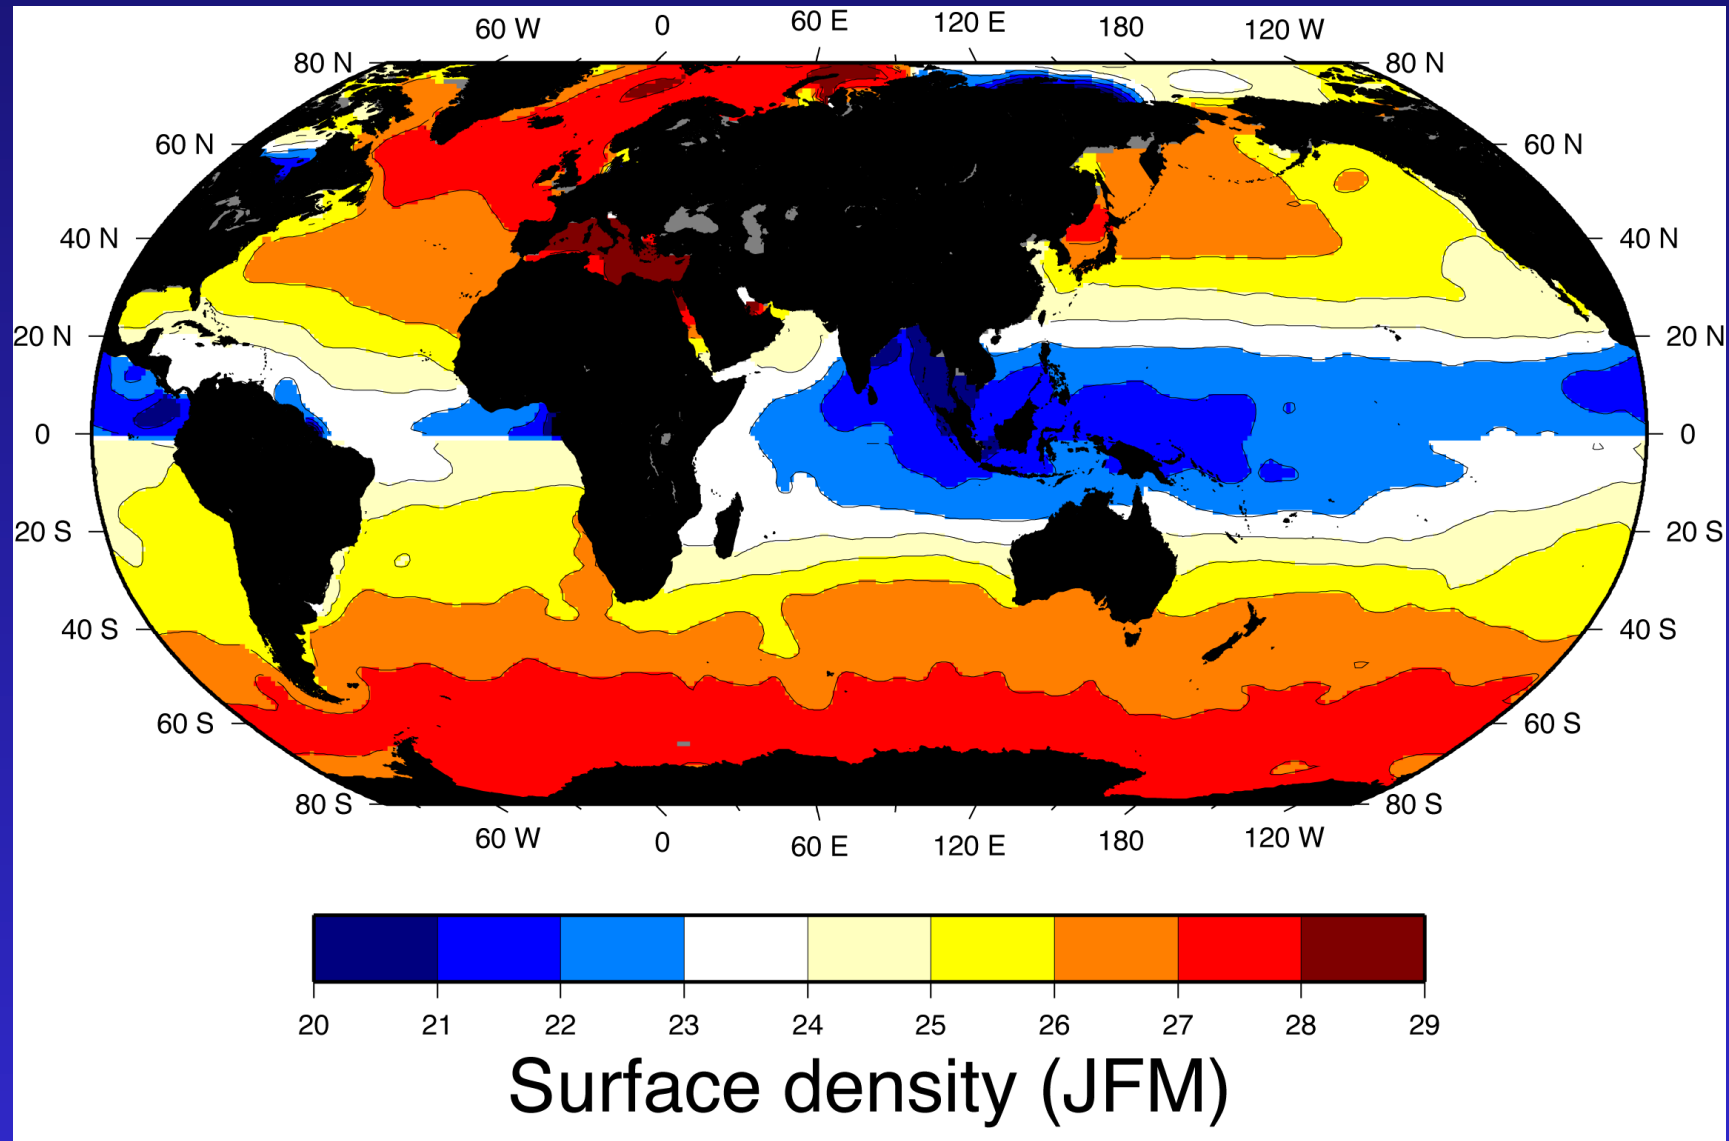 60 W 0 60 E 120 E 180 120 W
80 N 80 N
60 N 60 N
40 N 40 N
20 N 20 N
0 0
20 S 20 S
40 S 40 S
60 S 60 S
80 S 80 S
60 W 0 60 E 120 E 180 120 W
20 21 22 23 24 25 26 27 28 29
Surface density (JFM)